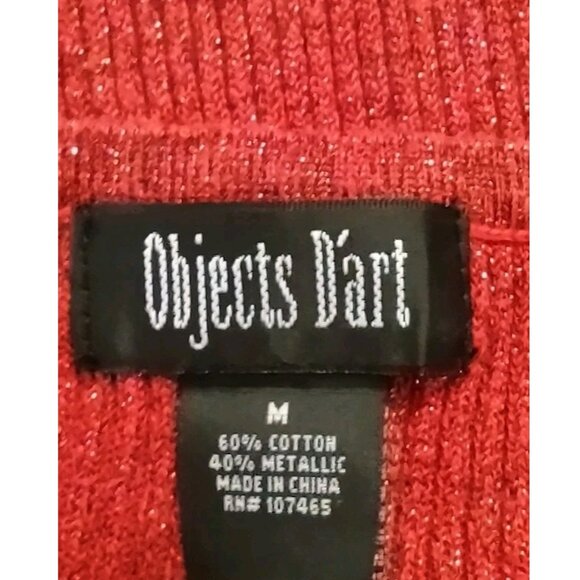 Objects D'art
M
60% COTTON
40% METALLIC
MADE IN CHINA
RN# 107465